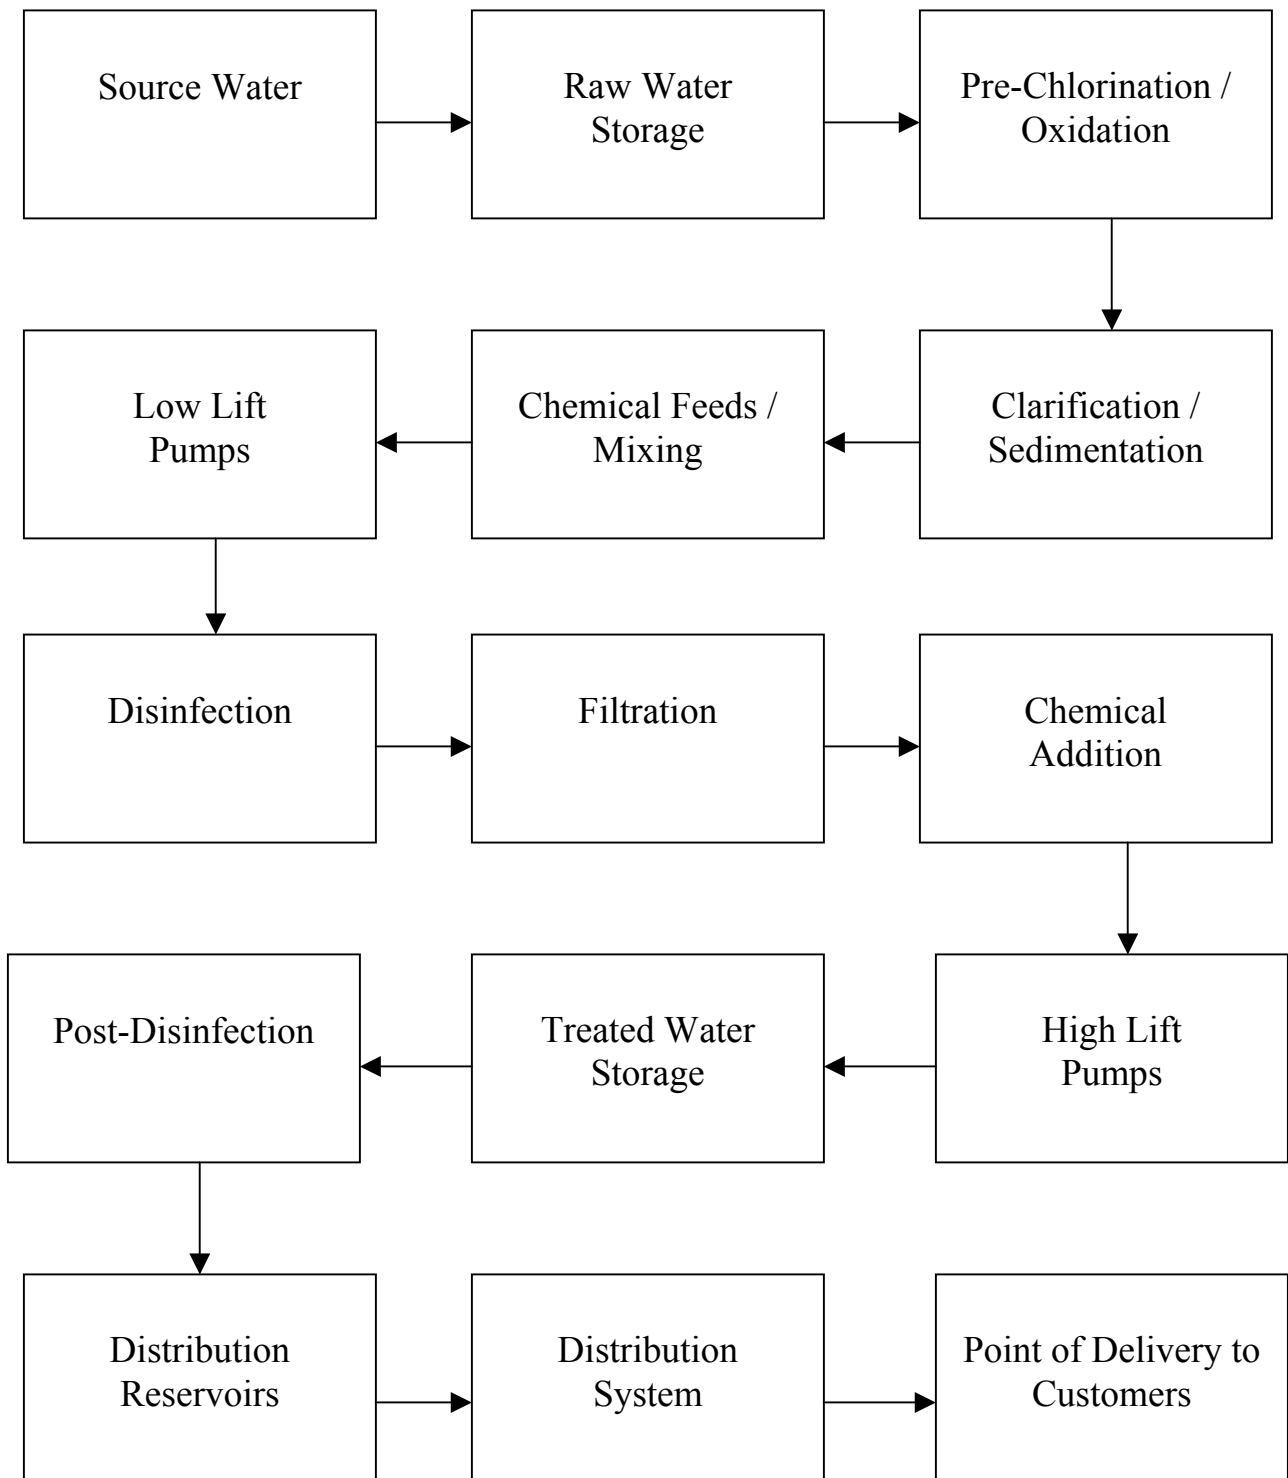 Source Water
Raw Water
Storage
Pre-Chlorination /
Oxidation
Low Lift
Pumps
Chemical Feeds /
Mixing
Clarification /
Sedimentation
Disinfection
Filtration
Chemical
Addition
Post-Disinfection
Treated Water
Storage
High Lift
Pumps
Distribution
Reservoirs
Distribution
System
Point of Delivery to
Customers